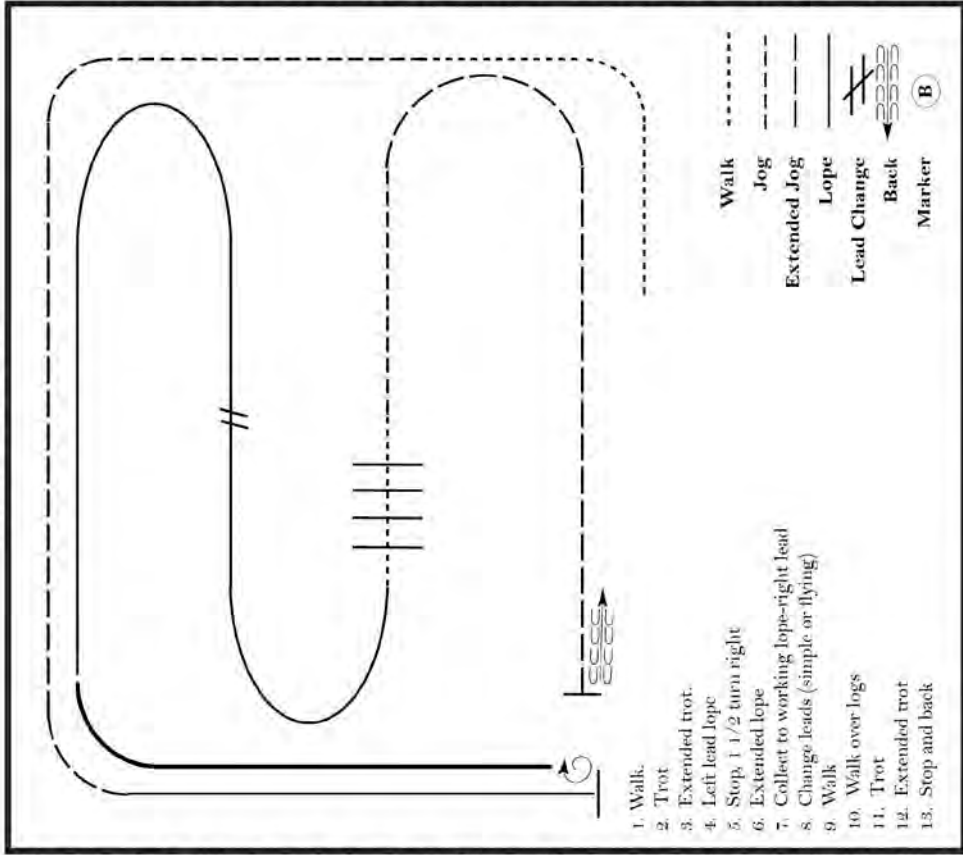 1. Walk.
2. Trot
3. Extended trot.
4. Left lead lope
5. Stop, 1 1/2 turn right
6. Extended lope
7. Collect to working lope-right lead
8. Change leads (simple or flying)
9. Walk
10. Walk over logs
11. Trot
12. Extended trot
13. Stop and back
Walk
Jog
Extended Jog
Lope
Lead Change
Back
Marker
B